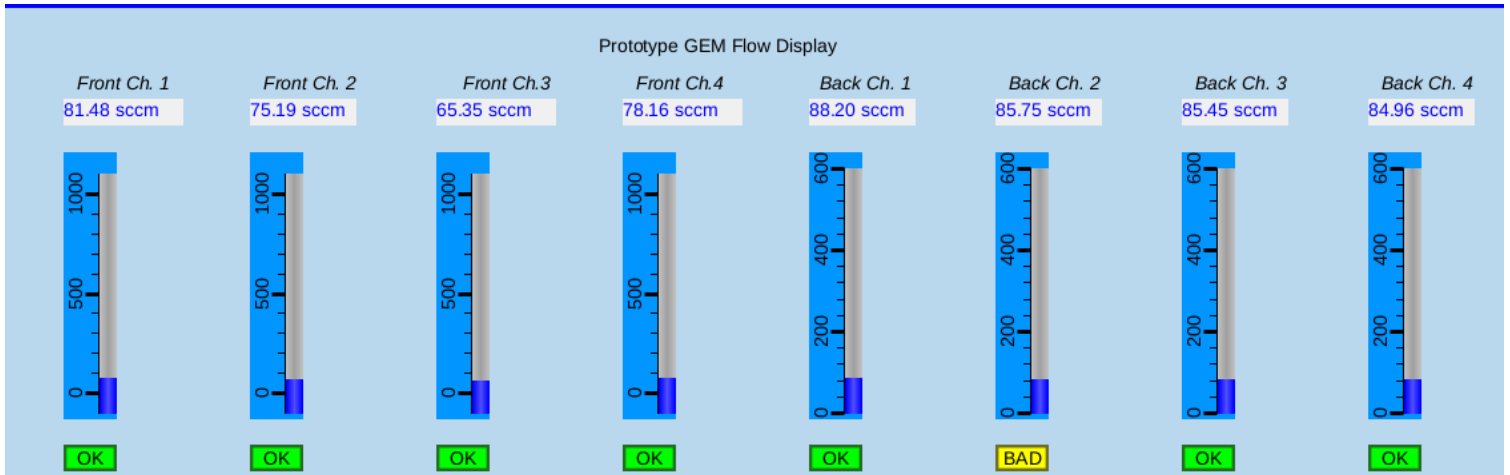 Prototype GEM Flow Display
Front Ch. 1 Front Ch. 2 Front Ch.3 Front Ch.4 Back Ch. 1 Back Ch. 2 Back Ch. 3 Back Ch. 4
81.48 sccm 75.19 sccm 65.35 sccm 78.16 sccm 88.20 sccm 85.75 sccm 85.45 sccm 84.96 sccm
1000 1000 1000 1000 600 600 600 600
400 400 400 400
500 500 500 500
200 200 200 200
0 0 0 0 0 0 0 0
OK OK OK OK OK BAD OK OK